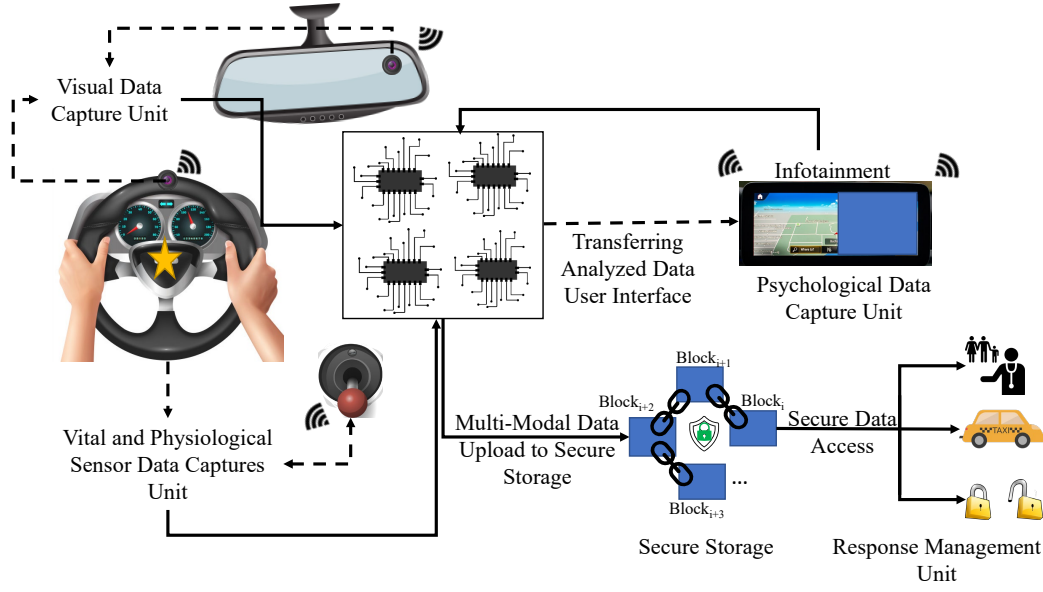 Visual Data
Capture Unit
Infotainment
Transferring
Analyzed Data
User Interface
Psychological Data
Capture Unit
Block i+1
Block i+2
Block i
Multi-Modal Data
Upload to Secure
Storage
Secure Data
Access
TAXI
Vital and Physiological
Sensor Data Captures
Unit
...
Block i+3
Secure Storage
Response Management
Unit